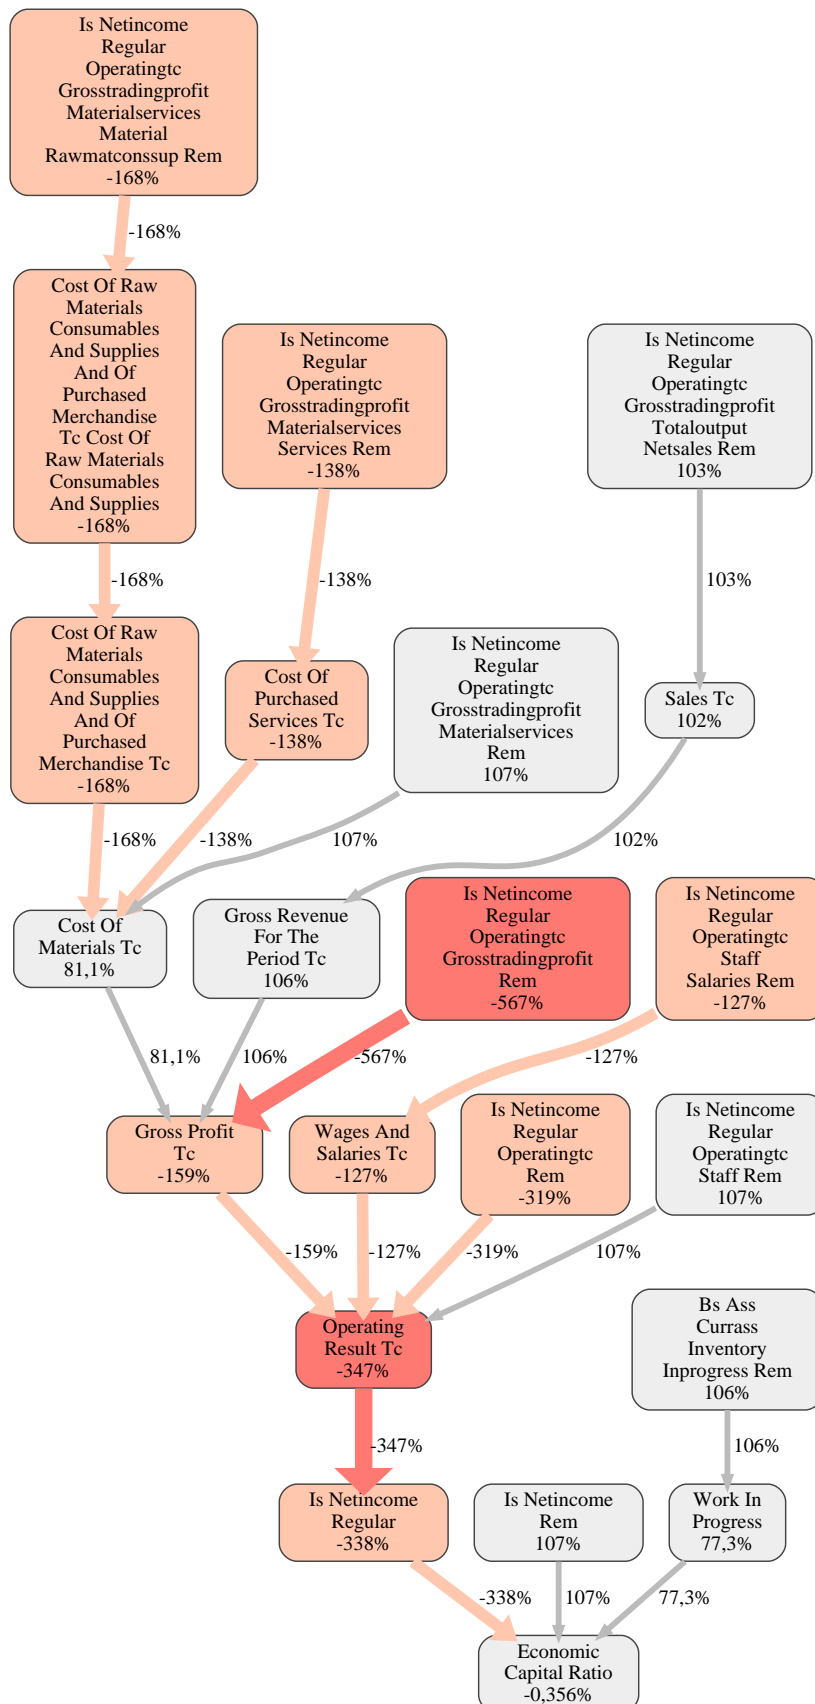 Is Netincome
Regular
Operatingtc
Grosstradingprofit
Materialservices
Material
Rawmatconssup Rem
-168%
-168%
Cost Of Raw
Materials
Consumables
And Supplies
And Of
Purchased
Merchandise
Tc Cost Of
Raw Materials
Consumables
And Supplies
-168%
Is Netincome
Regular
Operatingtc
Grosstradingprofit
Materialservices
Services Rem
-138%
Is Netincome
Regular
Operatingtc
Grosstradingprofit
Totaloutput
Netsales Rem
103%
-168%
-138%
103%
Cost Of Raw
Materials
Consumables
And Supplies
And Of
Purchased
Merchandise Tc
-168%
Cost Of
Purchased
Services Tc
-138%
Is Netincome
Regular
Operatingtc
Grosstradingprofit
Materialservices
Rem
107%
Sales Tc
102%
-168%
-138%
107%
102%
Cost Of
Materials Tc
81,1%
Gross Revenue
For The
Period Tc
106%
Is Netincome
Regular
Operatingtc
Grosstradingprofit
Rem
-567%
Is Netincome
Regular
Operatingtc
Staff
Salaries Rem
-127%
81,1%
106%
-567%
-127%
Gross Profit
Tc
-159%
Wages And
Salaries Tc
-127%
Is Netincome
Regular
Operatingtc
Rem
-319%
Is Netincome
Regular
Operatingtc
Staff Rem
107%
-159%
-127%
-319%
107%
Operating
Result Tc
-347%
Bs Ass
Currass
Inventory
Inprogress Rem
106%
-347%
106%
Is Netincome
Regular
-338%
Is Netincome
Rem
107%
Work In
Progress
77,3%
-338%
107%
77,3%
Economic
Capital Ratio
-0,356%